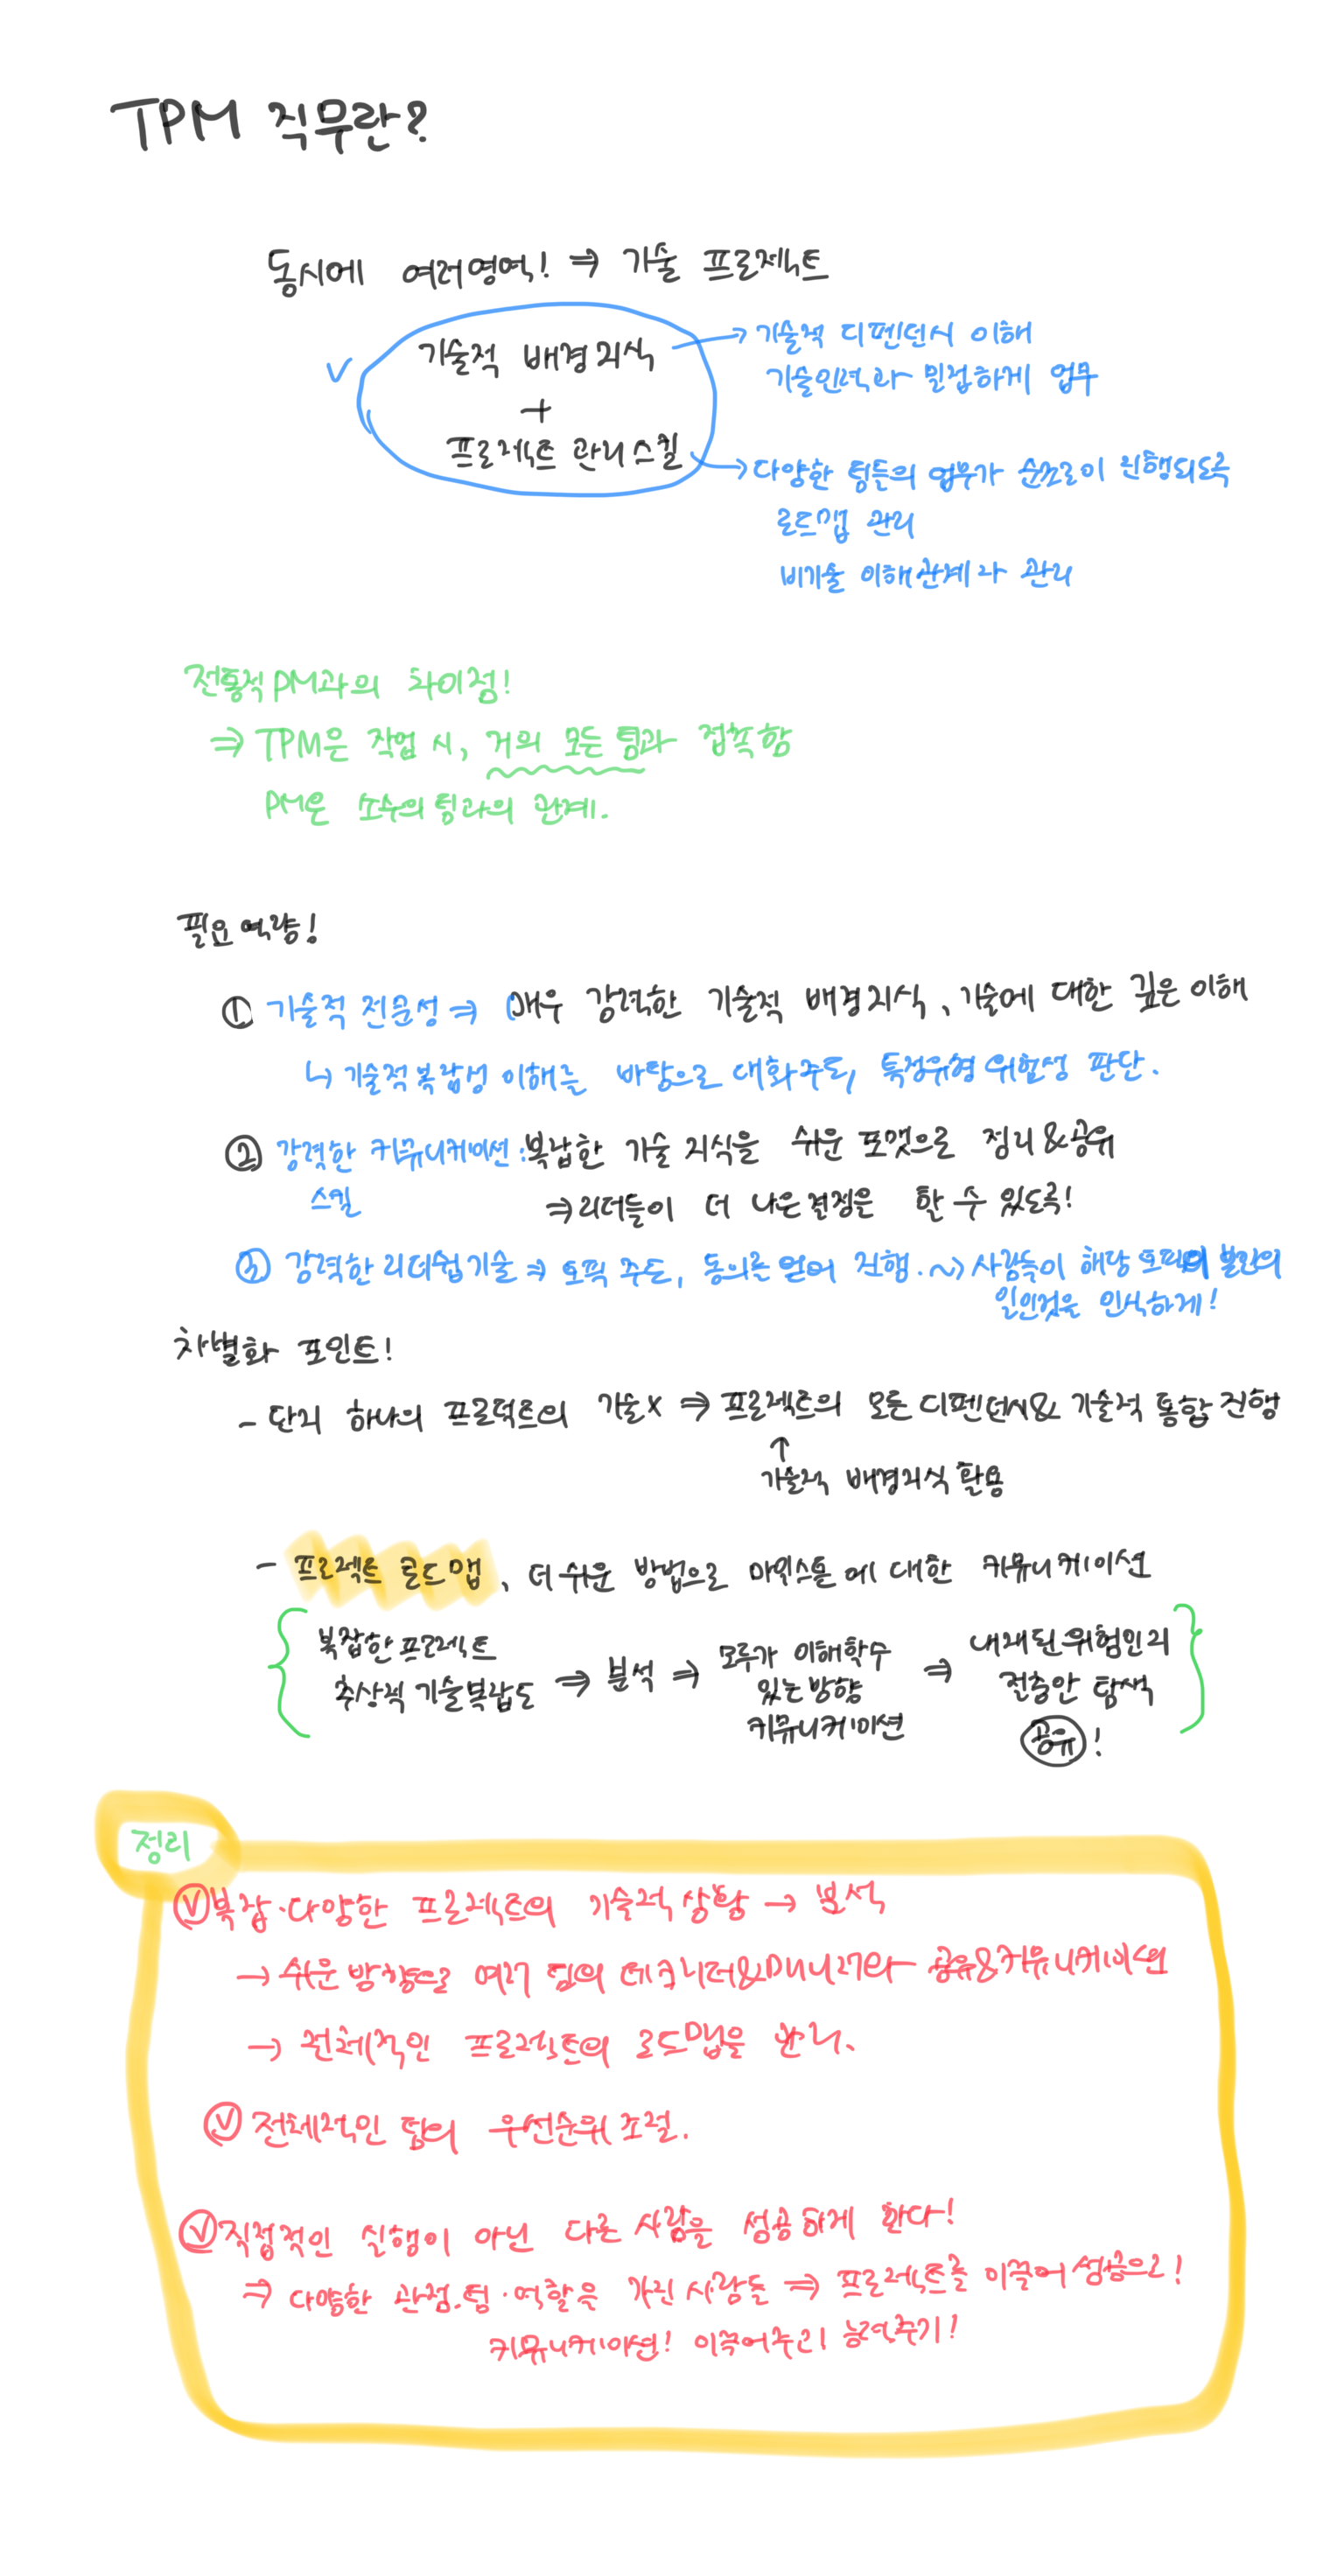 TPM 직무란?
동시에 여러영역! ⇒ 기술 프로젝트
✓ 기술적 배경지식 → 기술적 디펜던시 이해
기술인력과 밀접하게 업무
+
프로젝트 관리 스킬 → 다양한 팀들의 업무가 순조로이 진행되도록
로드맵 관리
비기술 이해관계자 관리
전통적 PM과의 차이점!
⇒ TPM은 작업 시, 거의 모든 팀과 접촉함
PM은 소수의 팀과의 관계.
필요역량!
① 기술적 전문성 ⇒ 매우 강력한 기술적 배경지식, 기술에 대한 깊은 이해
↳ 기술적 복잡성 이해를 바탕으로 대화주도, 특정유형 위험성 판단.
② 강력한 커뮤니케이션 : 복잡한 기술 지식을 쉬운 포맷으로 정리&공유
스킬 ⇒ 리더들이 더 나은결정을 할 수 있도록!
③ 강력한 리더쉽 기술 ⇒ 토픽 주도, 동의를 얻어 진행. ~> 사람들이 해당 토픽의 본인의
일인것을 인식하게!
차별화 포인트!
- 단지 하나의 프로덕트의 기술x ⇒ 프로젝트의 모든 디펜던시& 기술적 통합 진행
↑
기술적 배경지식 활용
- 프로젝트 로드맵, 더 쉬운 방법으로 마일스톤에 대한 커뮤니케이션
복잡한 프로젝트
추상적 기술복잡도 ⇒ 분석 ⇒ 모두가 이해할수
있는 방향
커뮤니케이션
⇒ 내재된 위험인지
절충안 탐색
공유!
정리
✓ 복잡·다양한 프로젝트의 기술적 상황 → 분석
→ 쉬운 방향으로 여러 팀의 테크리더&매니저와 공유&커뮤니케이션
→ 전체적인 프로젝트의 로드맵을 관리.
✓ 전체적인 팀의 우선순위 조절.
✓ 직접적인 실행이 아닌 다른 사람을 성공하게 한다!
⇒ 다양한 관점·팀·역할을 가진 사람들 ⇒ 프로젝트를 이끌어 성공으로!
커뮤니케이션! 이끌어주고 능력주기!